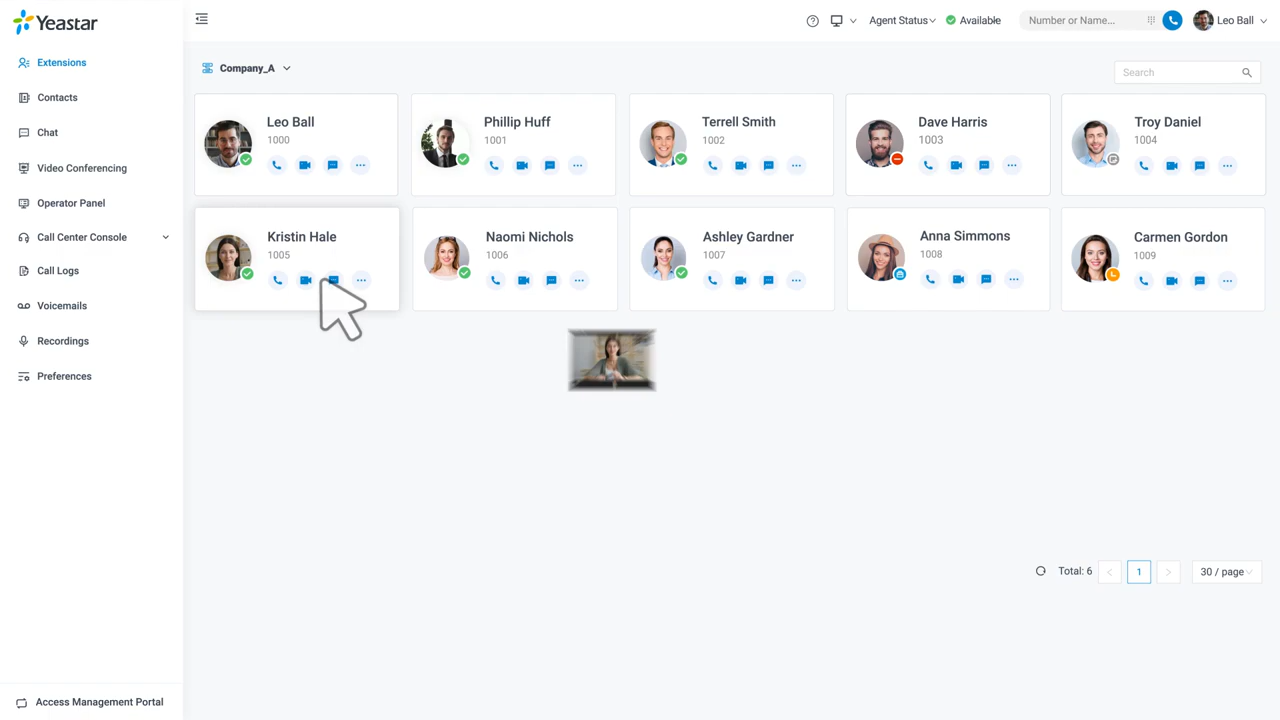 Yeastar
Agent Status
Available
Number or Name...
Leo Ball
Extensions
Contacts
Chat
Video Conferencing
Operator Panel
Call Center Console
Call Logs
Voicemails
Recordings
Preferences
Access Management Portal
Company_A
Search
Leo Ball
1000
Phillip Huff
1001
Terrell Smith
1002
Dave Harris
1003
Troy Daniel
1004
Kristin Hale
1005
Naomi Nichols
1006
Ashley Gardner
1007
Anna Simmons
1008
Carmen Gordon
1009
Total: 6
1
30 / page